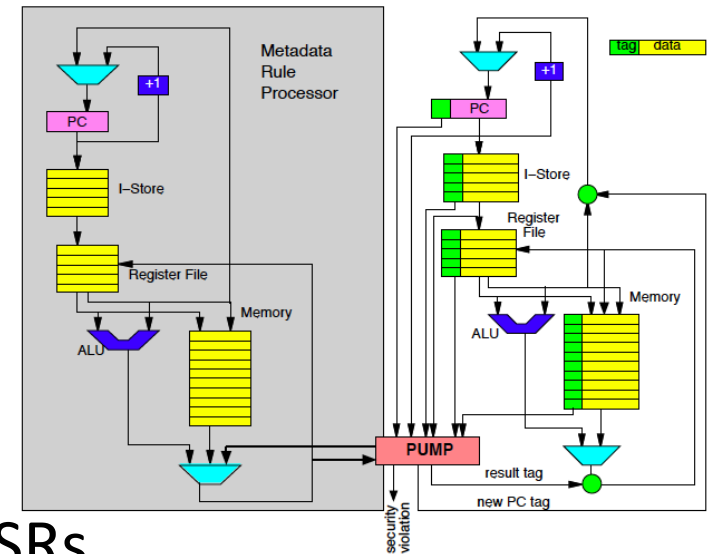 Metadata
Rule
Processor
+1
PC
I-Store
Register File
Memory
ALU
tag data
+1
PC
I-Store
Register
File
Memory
ALU
PUMP
result tag
new PC tag
security
violation
SRs